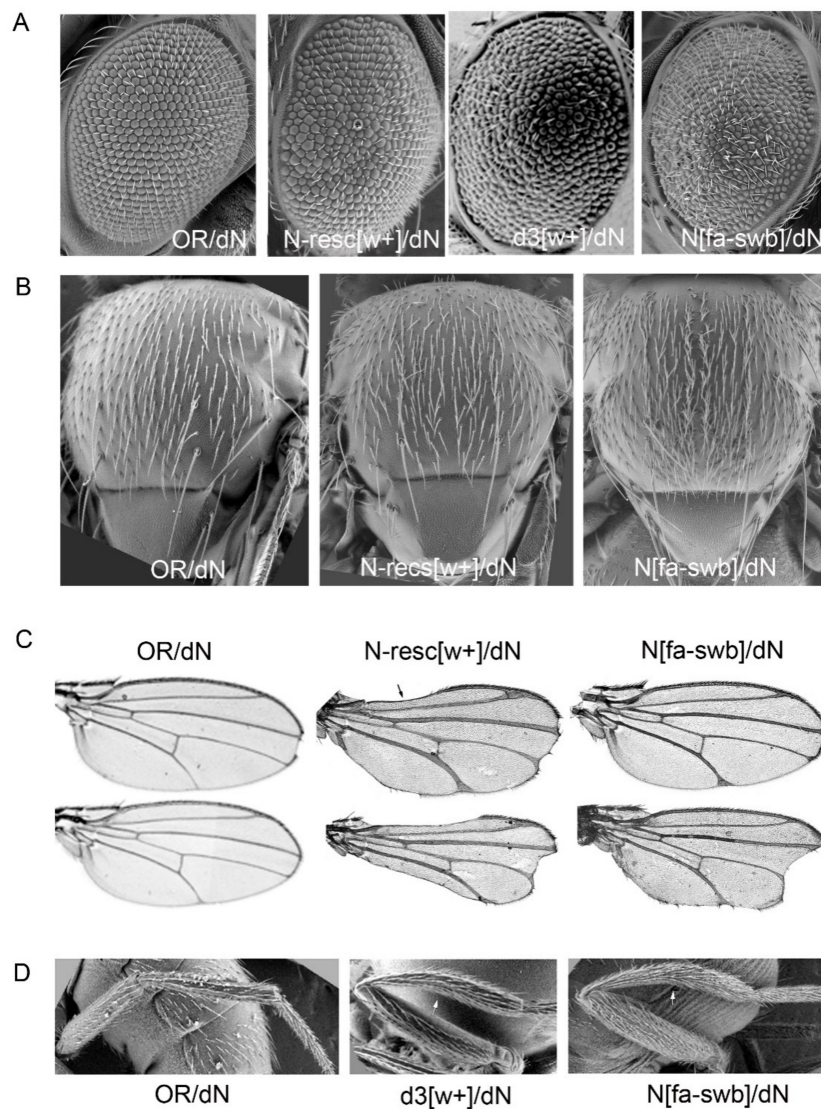 A
OR/dN N-resc[w+]/dN d3[w+]/dN N[fa-swb]/dN
B
OR/dN N-recs[w+]/dN N[fa-swb]/dN
C
OR/dN N-resc[w+]/dN N[fa-swb]/dN
D
OR/dN d3[w+]/dN N[fa-swb]/dN